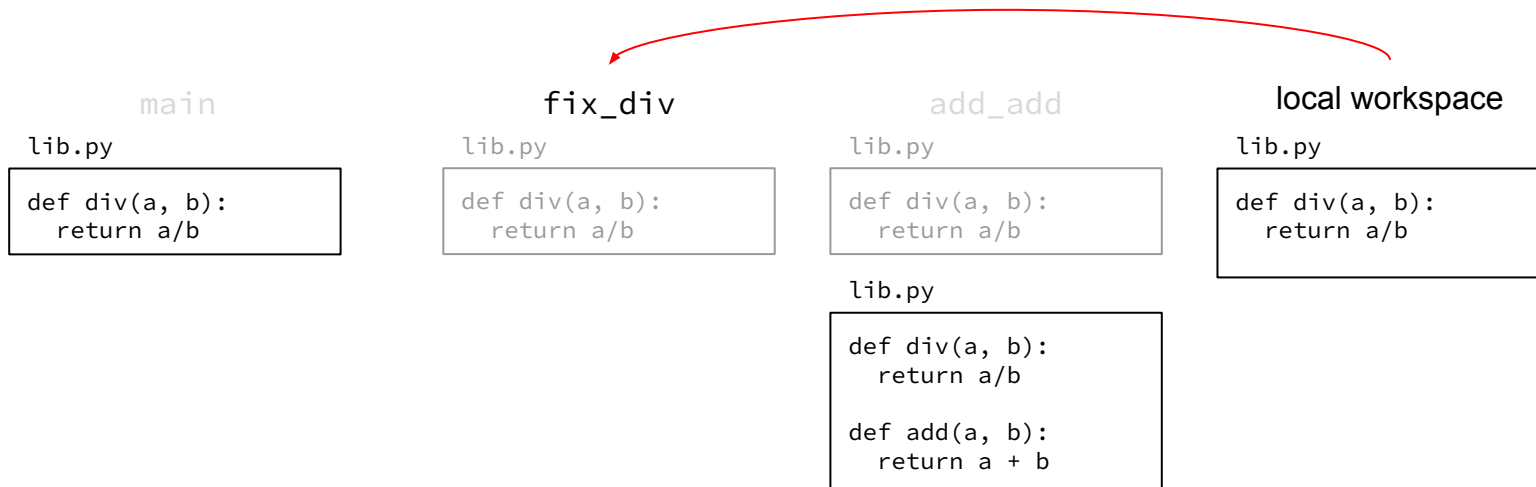 main
lib.py
def div(a, b):
  return a/b
fix_div
lib.py
def div(a, b):
  return a/b
add_add
lib.py
def div(a, b):
  return a/b
lib.py
def div(a, b):
  return a/b
def add(a, b):
  return a + b
local workspace
lib.py
def div(a, b):
  return a/b